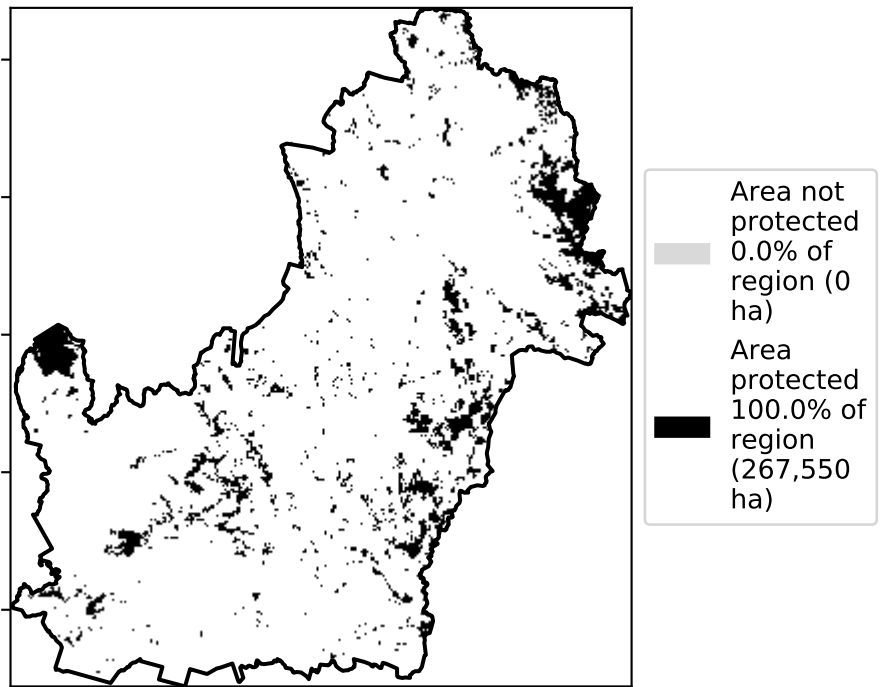 Area not
protected
0.0% of
region (0
ha)
Area
protected
100.0% of
region
(267,550
ha)